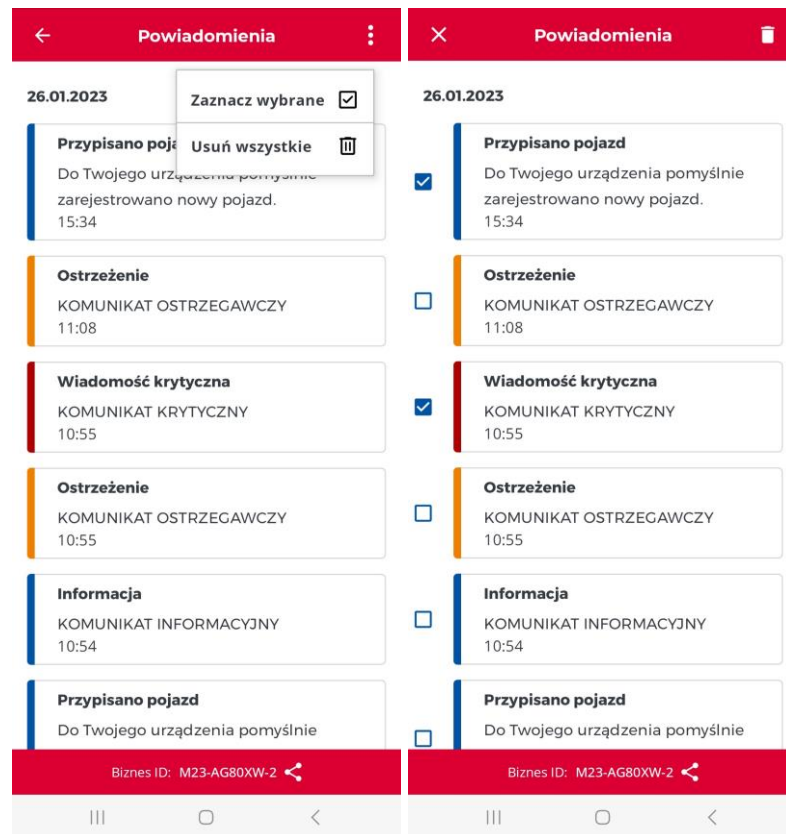 Powiadomienia
Zaznacz wybrane
Usuń wszystkie
26.01.2023
Przypisano poja
Do Twojego urządzenia pomyślnie
zarejestrowano nowy pojazd.
15:34
Ostrzeżenie
KOMUNIKAT OSTRZEGAWCZY
11:08
Wiadomość krytyczna
KOMUNIKAT KRYTYCZNY
10:55
Ostrzeżenie
KOMUNIKAT OSTRZEGAWCZY
10:55
Informacja
KOMUNIKAT INFORMACYJNY
10:54
Przypisano pojazd
Do Twojego urządzenia pomyślnie
Biznes ID: M23-AG80XW-2
Powiadomienia
26.01.2023
Przypisano pojazd
Do Twojego urządzenia pomyślnie
zarejestrowano nowy pojazd.
15:34
Ostrzeżenie
KOMUNIKAT OSTRZEGAWCZY
11:08
Wiadomość krytyczna
KOMUNIKAT KRYTYCZNY
10:55
Ostrzeżenie
KOMUNIKAT OSTRZEGAWCZY
10:55
Informacja
KOMUNIKAT INFORMACYJNY
10:54
Przypisano pojazd
Do Twojego urządzenia pomyślnie
Biznes ID: M23-AG80XW-2